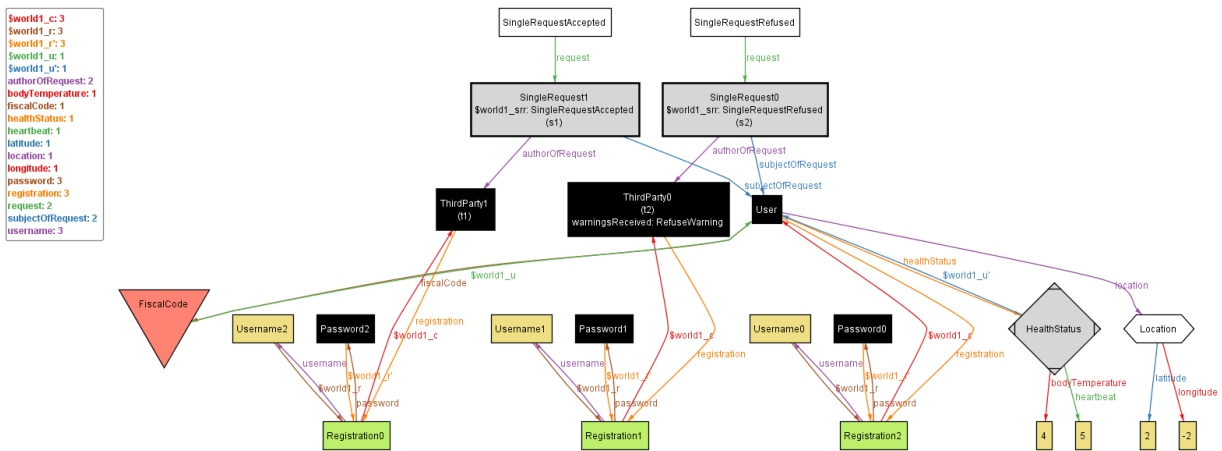 $world1_c: 3
$world1_r: 3
$world1_r': 3
$world1_u: 1
$world1_u': 1
authorOfRequest: 2
bodyTemperature: 1
fiscalCode: 1
healthStatus: 1
heartbeat: 1
latitude: 1
location: 1
longitude: 1
password: 3
registration: 3
request: 2
subjectOfRequest: 2
username: 3
SingleRequestAccepted
SingleRequestRefused
request
request
SingleRequest1
$world1_srr: SingleRequestAccepted
(s1)
SingleRequest0
$world1_srr: SingleRequestRefused
(s2)
authorOfRequest
authorOfRequest
subjectOfRequest
subjectOfRequest
ThirdParty1
(t1)
ThirdParty0
(t2)
warningsReceived: RefuseWarning
User
$world1_u
fiscalCode
healthStatus
$world1_u'
location
FiscalCode
Username2
Password2
registration
$world1_c
Username1
Password1
$world1_c
registration
Username0
Password0
$world1_c
registration
HealthStatus
Location
username
$world1_r'
$world1_r
password
username
$world1_r'
$world1_r
password
username
$world1_r'
$world1_r
password
bodyTemperature
heartbeat
latitude
longitude
Registration0
Registration1
Registration2
4
5
2
-2